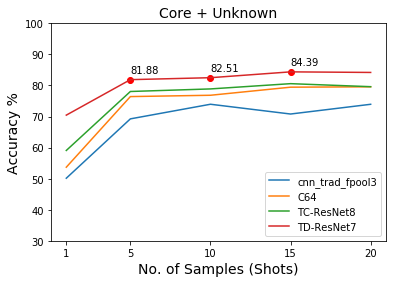 Core + Unknown
Accuracy %
100
90
80
70
60
50
40
30
81.88
82.51
84.39
cnn_trad_fpool3
C64
TC-ResNet8
TD-ResNet7
1
5
10
15
20
No. of Samples (Shots)